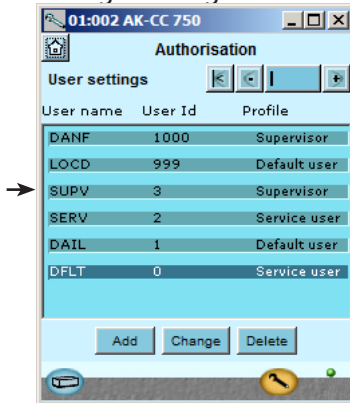 01:002 AK-CC 750
Authorisation
User settings
User name User Id Profile
DANF 1000 Supervisor
LOCD 999 Default user
SUPV 3 Supervisor
SERV 2 Service user
DAIL 1 Default user
DFLT 0 Service user
Add Change Delete